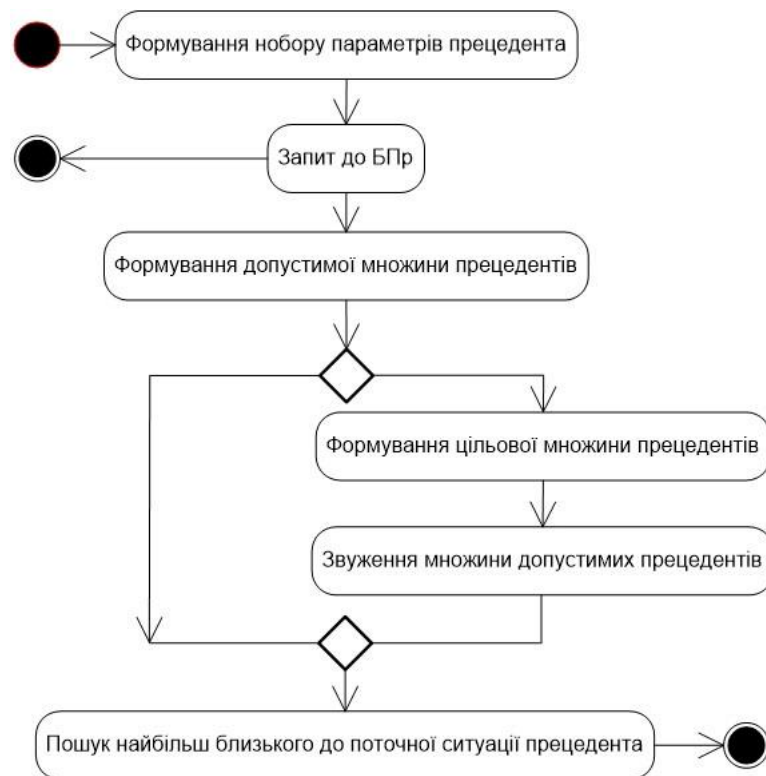 Формування нобору параметрів прецедента
Запит до БПр
Формування допустимої множини прецедентів
Формування цільової множини прецедентів
Звуження множини допустимих прецедентів
Пошук найбільш близького до поточної ситуації прецедента